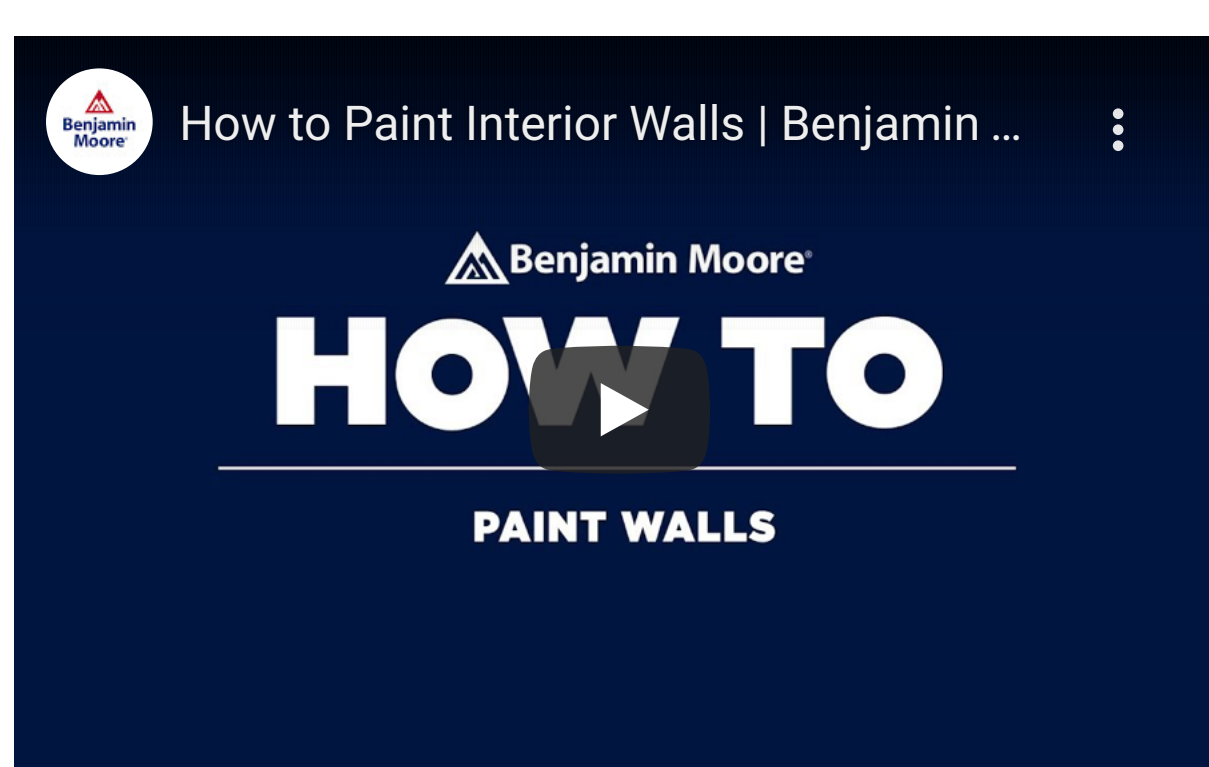 Benjamin
Moore®
How to Paint Interior Walls | Benjamin ...
Benjamin Moore®
HOW TO
PAINT WALLS